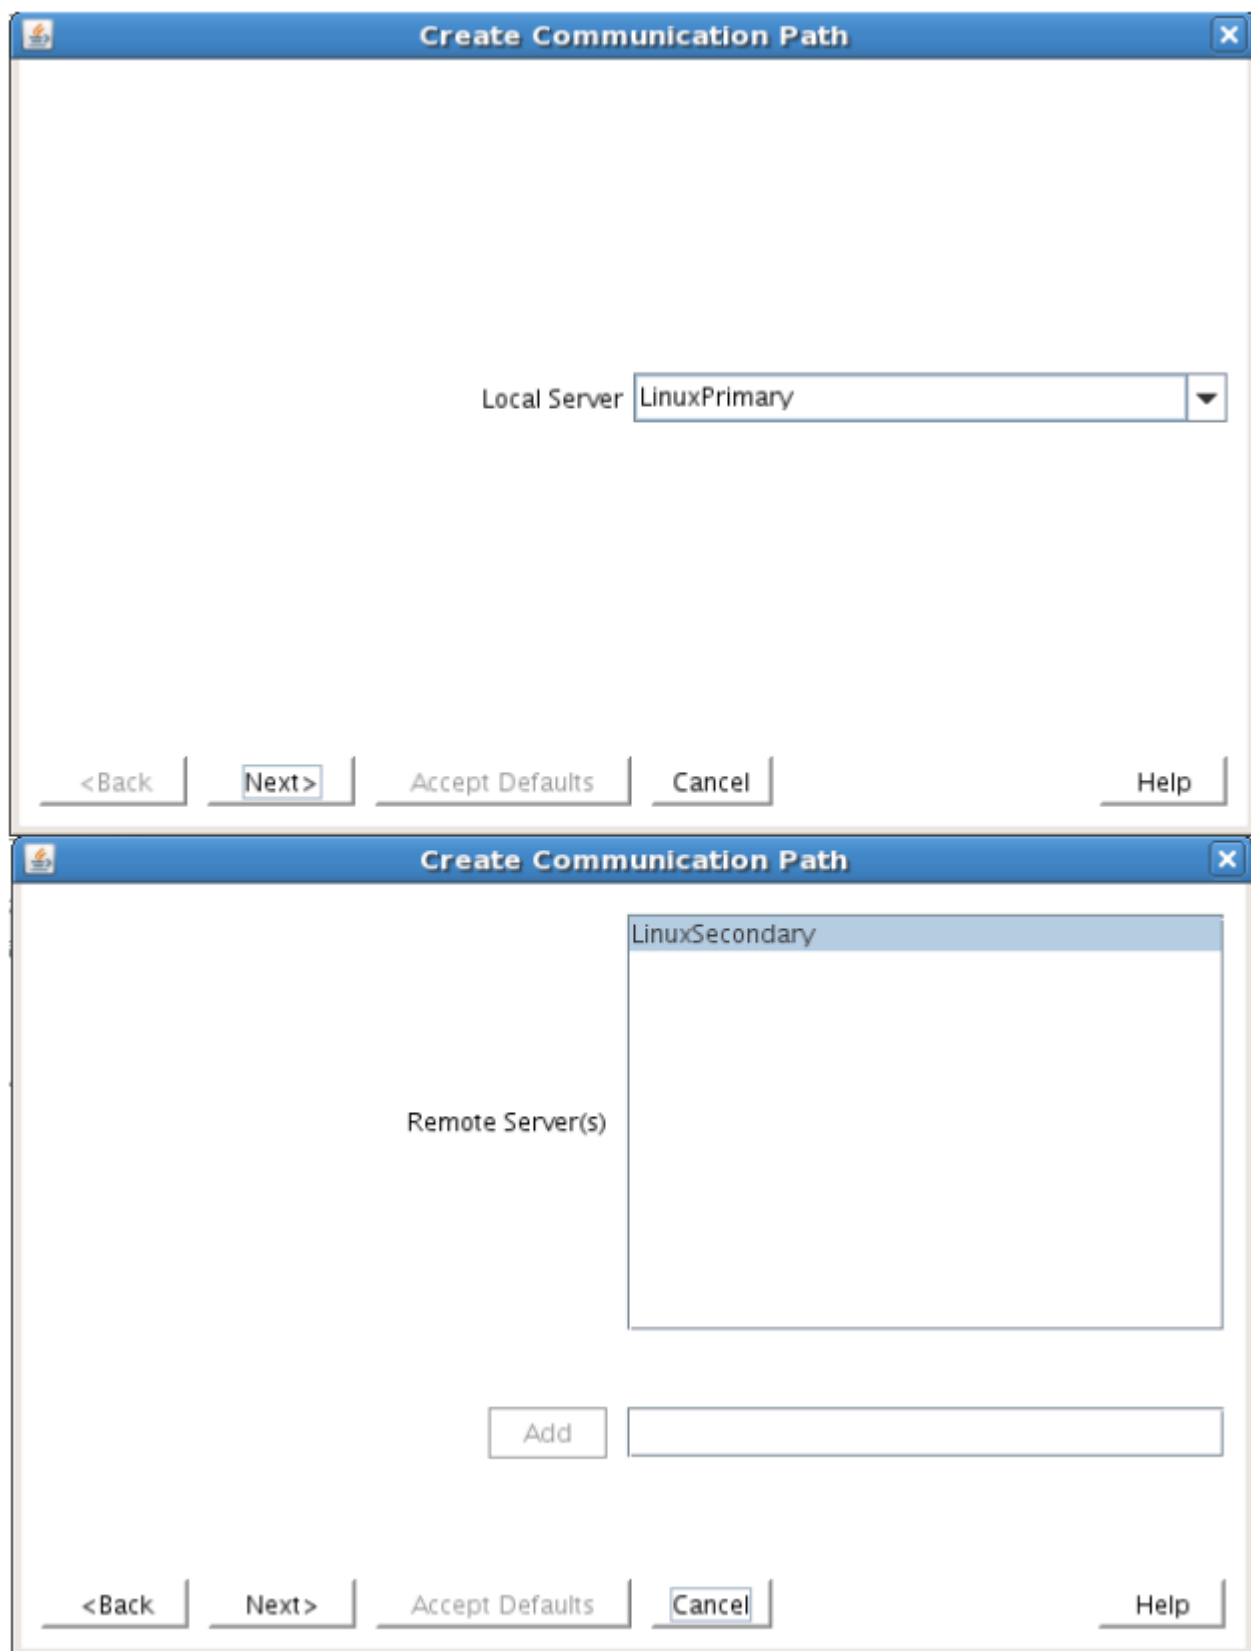 Create Communication Path
Local Server LinuxPrimary
<Back Next> Accept Defaults Cancel Help
Create Communication Path
LinuxSecondary
Remote Server(s)
Add
<Back Next> Accept Defaults Cancel Help